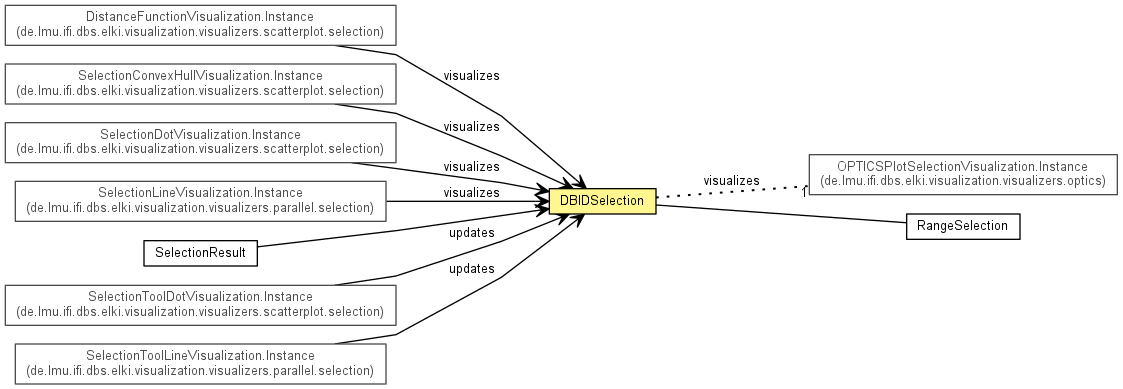 DistanceFunctionVisualization.Instance
(de.lmu.ifi.dbs.elki.visualization.visualizers.scatterplot.selection)
visualizes
SelectionConvexHullVisualization.Instance
(de.lmu.ifi.dbs.elki.visualization.visualizers.scatterplot.selection)
visualizes
SelectionDotVisualization.Instance
(de.lmu.ifi.dbs.elki.visualization.visualizers.scatterplot.selection)
visualizes
SelectionLineVisualization.Instance
(de.lmu.ifi.dbs.elki.visualization.visualizers.parallel.selection)
visualizes
SelectionResult
updates
SelectionToolDotVisualization.Instance
(de.lmu.ifi.dbs.elki.visualization.visualizers.scatterplot.selection)
updates
SelectionToolLineVisualization.Instance
(de.lmu.ifi.dbs.elki.visualization.visualizers.parallel.selection)
DBIDSelection
visualizes
OPTICSPlotSelectionVisualization.Instance
(de.lmu.ifi.dbs.elki.visualization.visualizers.optics)
RangeSelection